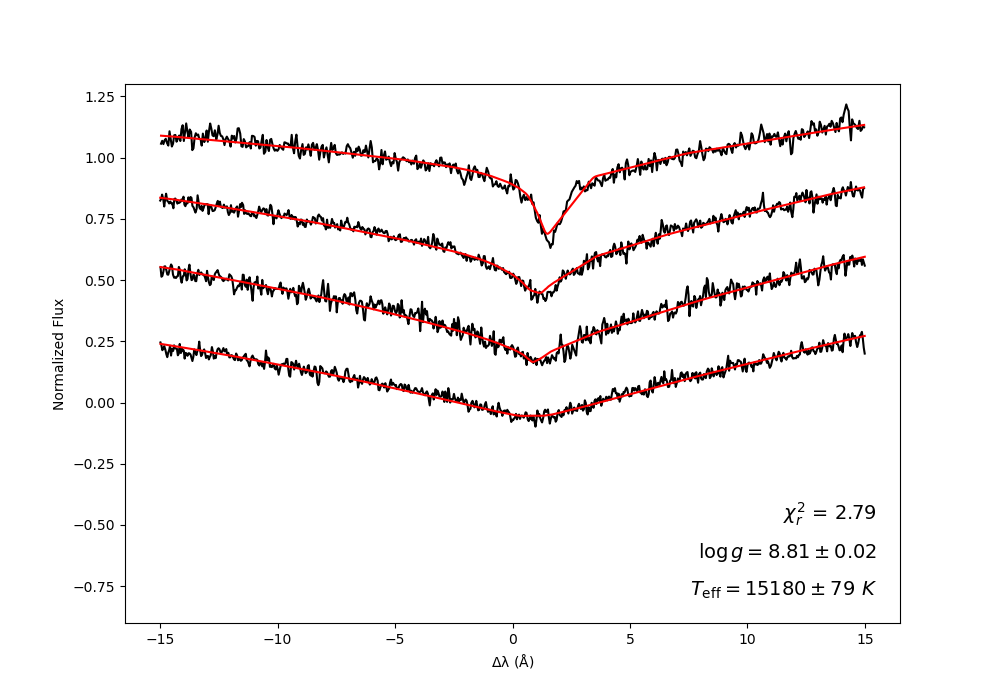 1.25
1.00
0.75
0.50
0.25
0.00
−0.25
−0.50
−0.75
Normalized Flux
χ²ᵣ = 2.79
log g = 8.81 ± 0.02
T_eff = 15180 ± 79 K
−15 −10 −5 0 5 10 15
Δλ (Å)